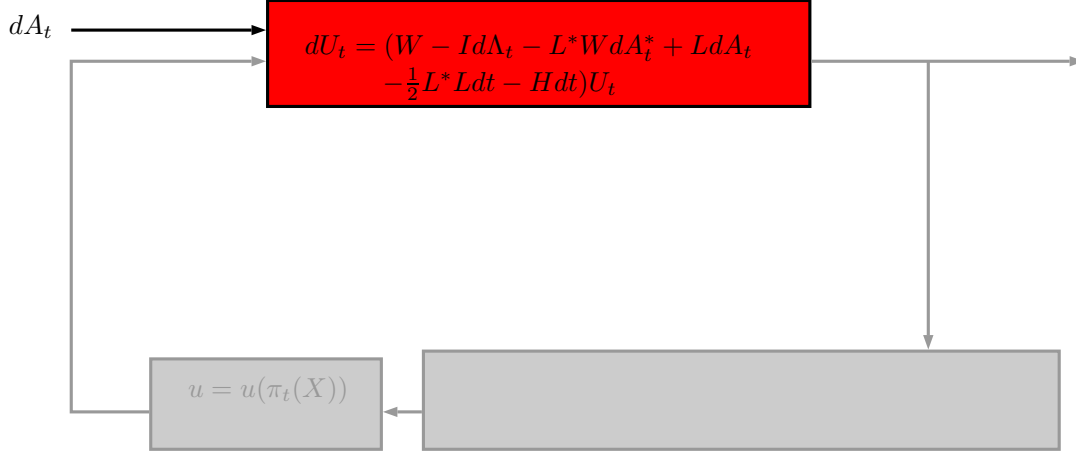 dA_t
dU_t = (W − IdΛ_t − L*WdA_t* + LdA_t
−½L*Ldt − Hdt)U_t
u = u(π_t(X))